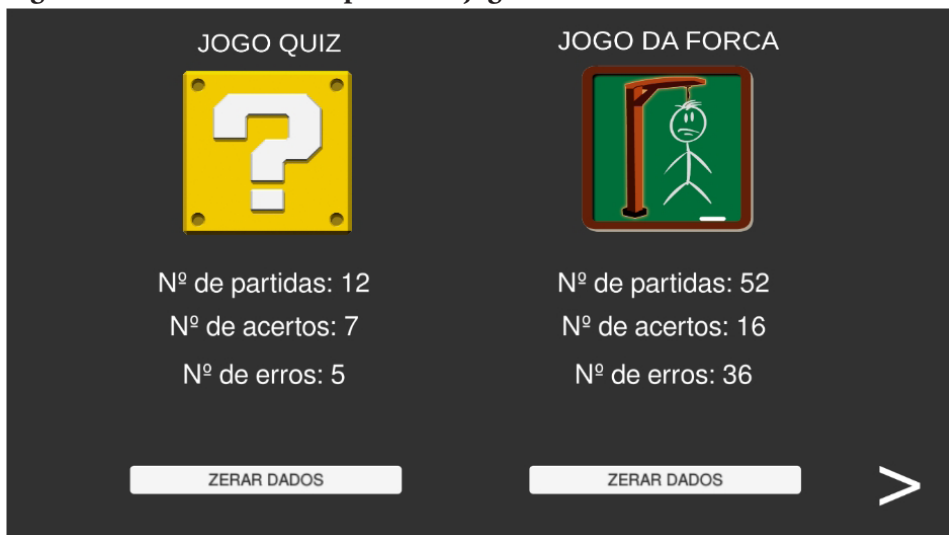 JOGO QUIZ
Nº de partidas: 12
Nº de acertos: 7
Nº de erros: 5
ZERAR DADOS
JOGO DA FORCA
Nº de partidas: 52
Nº de acertos: 16
Nº de erros: 36
ZERAR DADOS
>